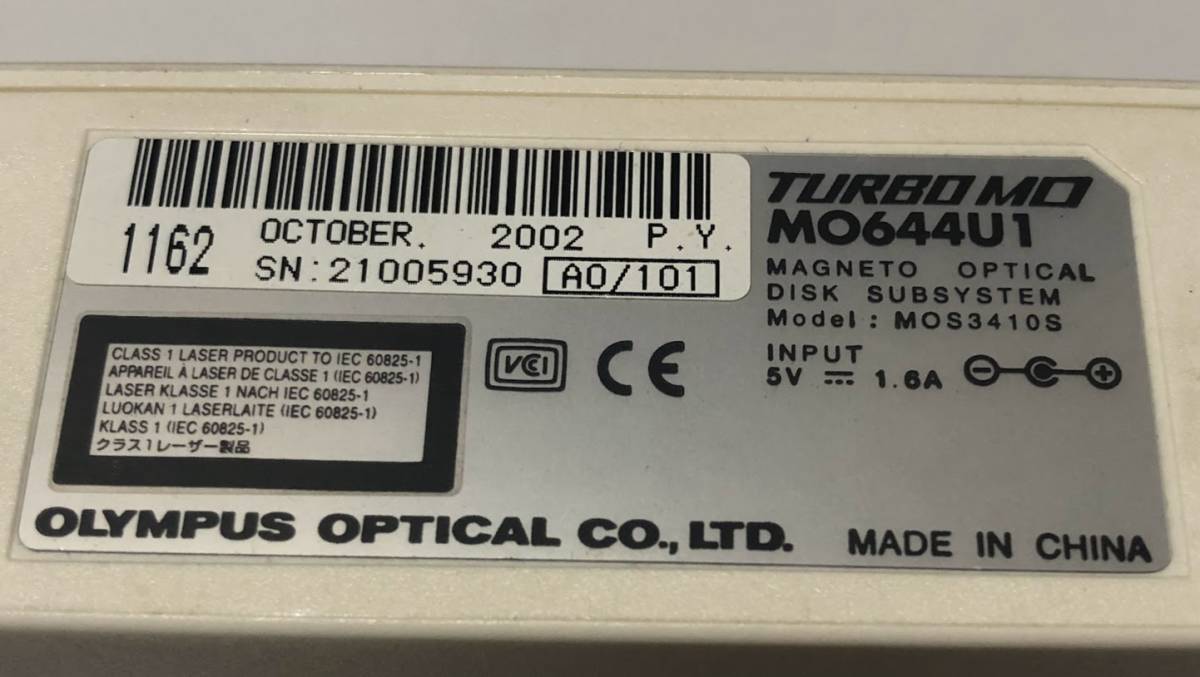 1162
OCTOBER. 2002 P.Y.
SN:21005930 A0/101
TURBO MO
MO644U1
MAGNETO OPTICAL
DISK SUBSYSTEM
Model : MOS3410S
INPUT
5V ⎓ 1.6A
CLASS 1 LASER PRODUCT TO IEC 60825-1
APPAREIL À LASER DE CLASSE 1 (IEC 60825-1)
LASER KLASSE 1 NACH IEC 60825-1
LUOKAN 1 LASERLAITE (IEC 60825-1)
KLASS 1 (IEC 60825-1)
クラス1レーザー製品
VCI
CE
OLYMPUS OPTICAL CO., LTD.
MADE IN CHINA